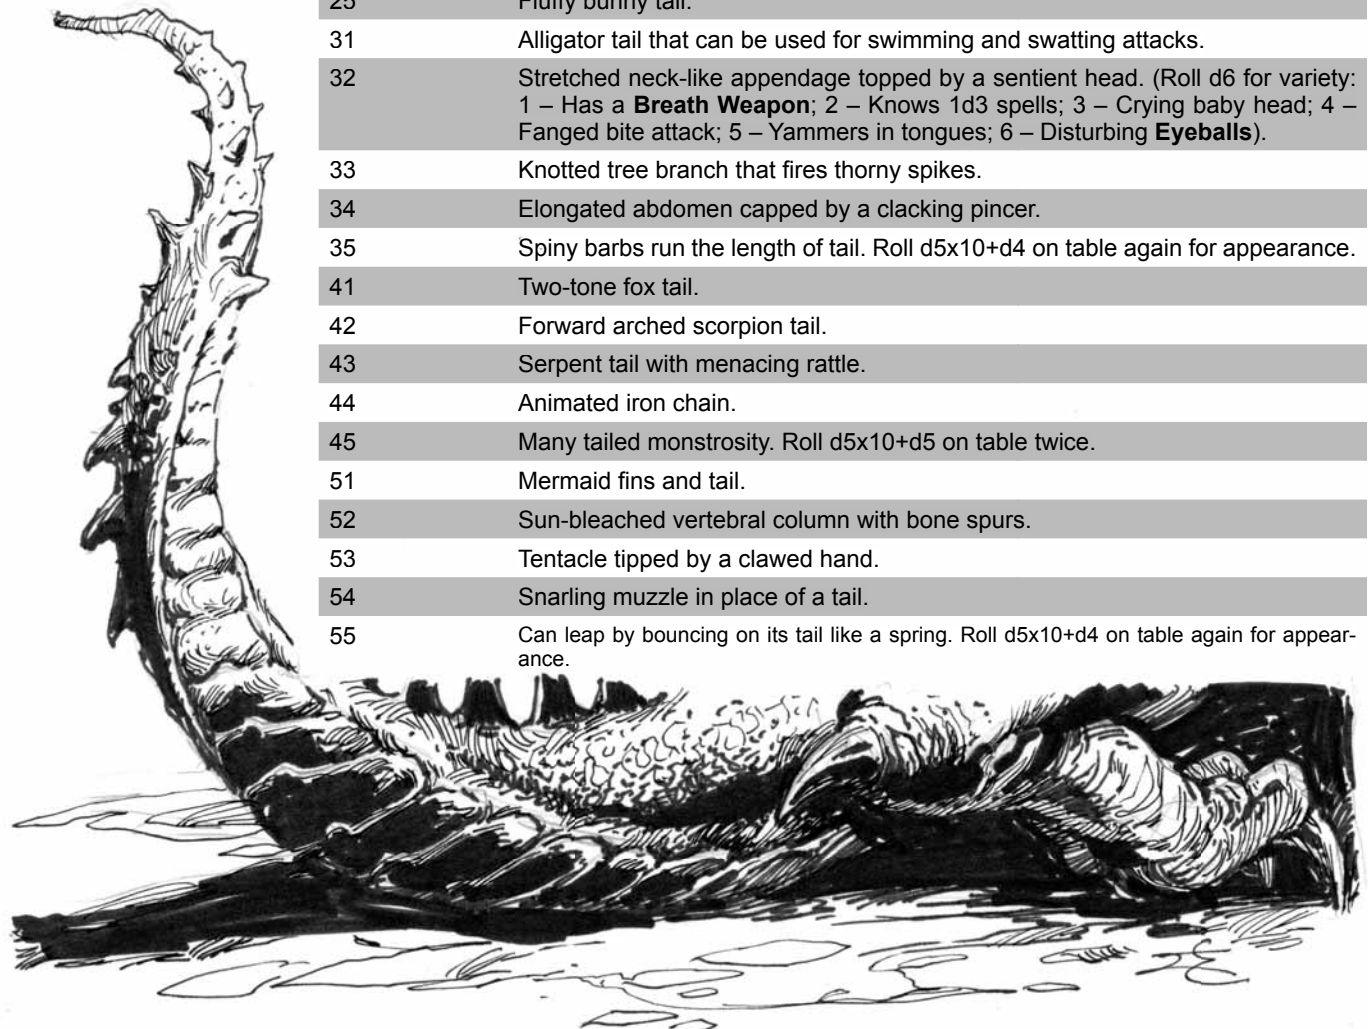 25 Fluffy bunny tail.
31 Alligator tail that can be used for swimming and swatting attacks.
32 Stretched neck-like appendage topped by a sentient head. (Roll d6 for variety:
1 – Has a Breath Weapon; 2 – Knows 1d3 spells; 3 – Crying baby head; 4 –
Fanged bite attack; 5 – Yammers in tongues; 6 – Disturbing Eyeballs).
33 Knotted tree branch that fires thorny spikes.
34 Elongated abdomen capped by a clacking pincer.
35 Spiny barbs run the length of tail. Roll d5x10+d4 on table again for appearance.
41 Two-tone fox tail.
42 Forward arched scorpion tail.
43 Serpent tail with menacing rattle.
44 Animated iron chain.
45 Many tailed monstrosity. Roll d5x10+d5 on table twice.
51 Mermaid fins and tail.
52 Sun-bleached vertebral column with bone spurs.
53 Tentacle tipped by a clawed hand.
54 Snarling muzzle in place of a tail.
55 Can leap by bouncing on its tail like a spring. Roll d5x10+d4 on table again for appear-
ance.